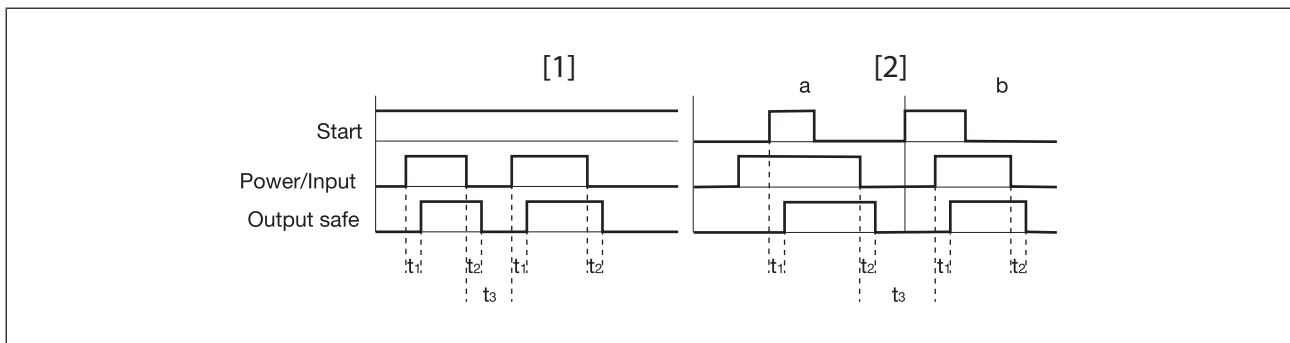 [1] [2]
a b
Start
Power/Input
Output safe
t1 t2 t1 t2 t1 t2 t1 t2
t3 t3